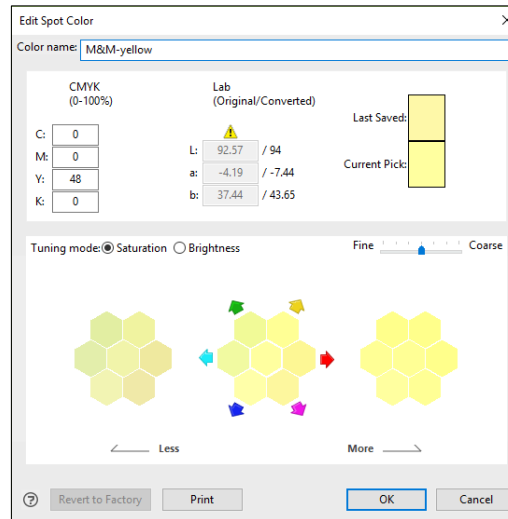 Edit Spot Color
Color name: M&M-yellow
CMYK
(0-100%)
Lab
(Original/Converted)
Last Saved:
Current Pick:
C: 0
M: 0
Y: 48
K: 0
L: 92.57 / 94
a: -4.19 / -7.44
b: 37.44 / 43.65
Tuning mode: Saturation Brightness
Fine Coarse
Less More
? Revert to Factory Print OK Cancel